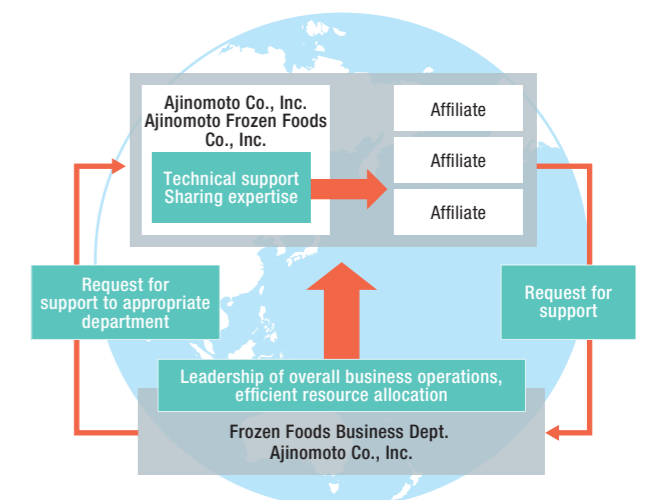 Ajinomoto Co., Inc.
Ajinomoto Frozen Foods
Co., Inc.
Technical support
Sharing expertise
Affiliate
Affiliate
Affiliate
Request for
support to appropriate
department
Request for
support
Leadership of overall business operations,
efficient resource allocation
Frozen Foods Business Dept.
Ajinomoto Co., Inc.